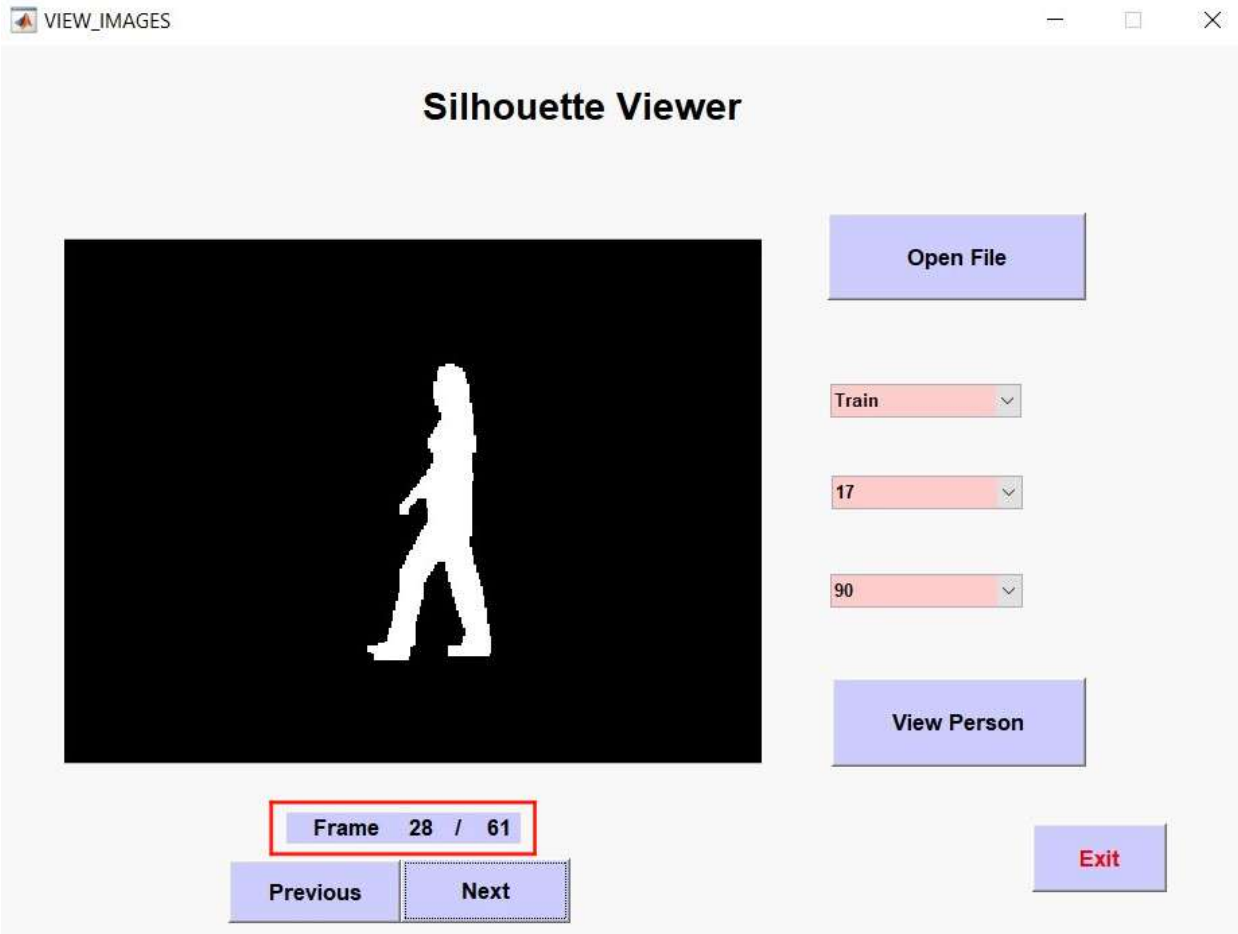 VIEW_IMAGES
Silhouette Viewer
Open File
Train
17
90
View Person
Frame 28 / 61
Previous
Next
Exit